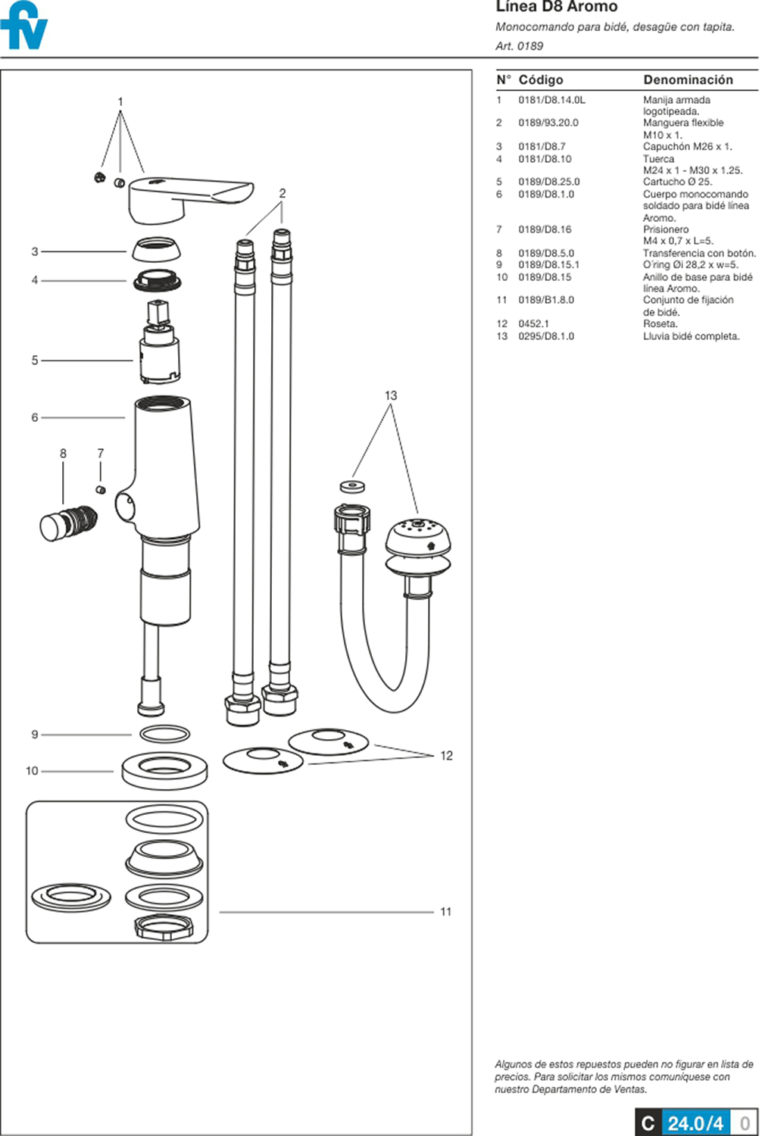 fv
Línea D8 Aromo
Monocomando para bidé, desagüe con tapita.
Art. 0189
N° Código Denominación
1 0181/D8.14.0L Manija armada
logotipeada.
2 0189/93.20.0 Manguera flexible
M10 x 1.
3 0181/D8.7 Capuchón M26 x 1.
4 0181/D8.10 Tuerca
M24 x 1 - M30 x 1.25.
5 0189/D8.25.0 Cartucho Ø 25.
6 0189/D8.1.0 Cuerpo monocomando
soldado para bidé línea
Aromo.
7 0189/D8.16 Prisionero
M4 x 0,7 x L=5.
8 0189/D8.5.0 Transferencia con botón.
9 0189/D8.15.1 O´ring Øi 28,2 x w=5.
10 0189/D8.15 Anillo de base para bidé
línea Aromo.
11 0189/B1.8.0 Conjunto de fijación
de bidé.
12 0452.1 Roseta.
13 0295/D8.1.0 Lluvia bidé completa.
1
2
3
4
5
13
6
8
7
9
12
10
11
Algunos de estos repuestos pueden no figurar en lista de
precios. Para solicitar los mismos comuníquese con
nuestro Departamento de Ventas.
C 24.0/4 0